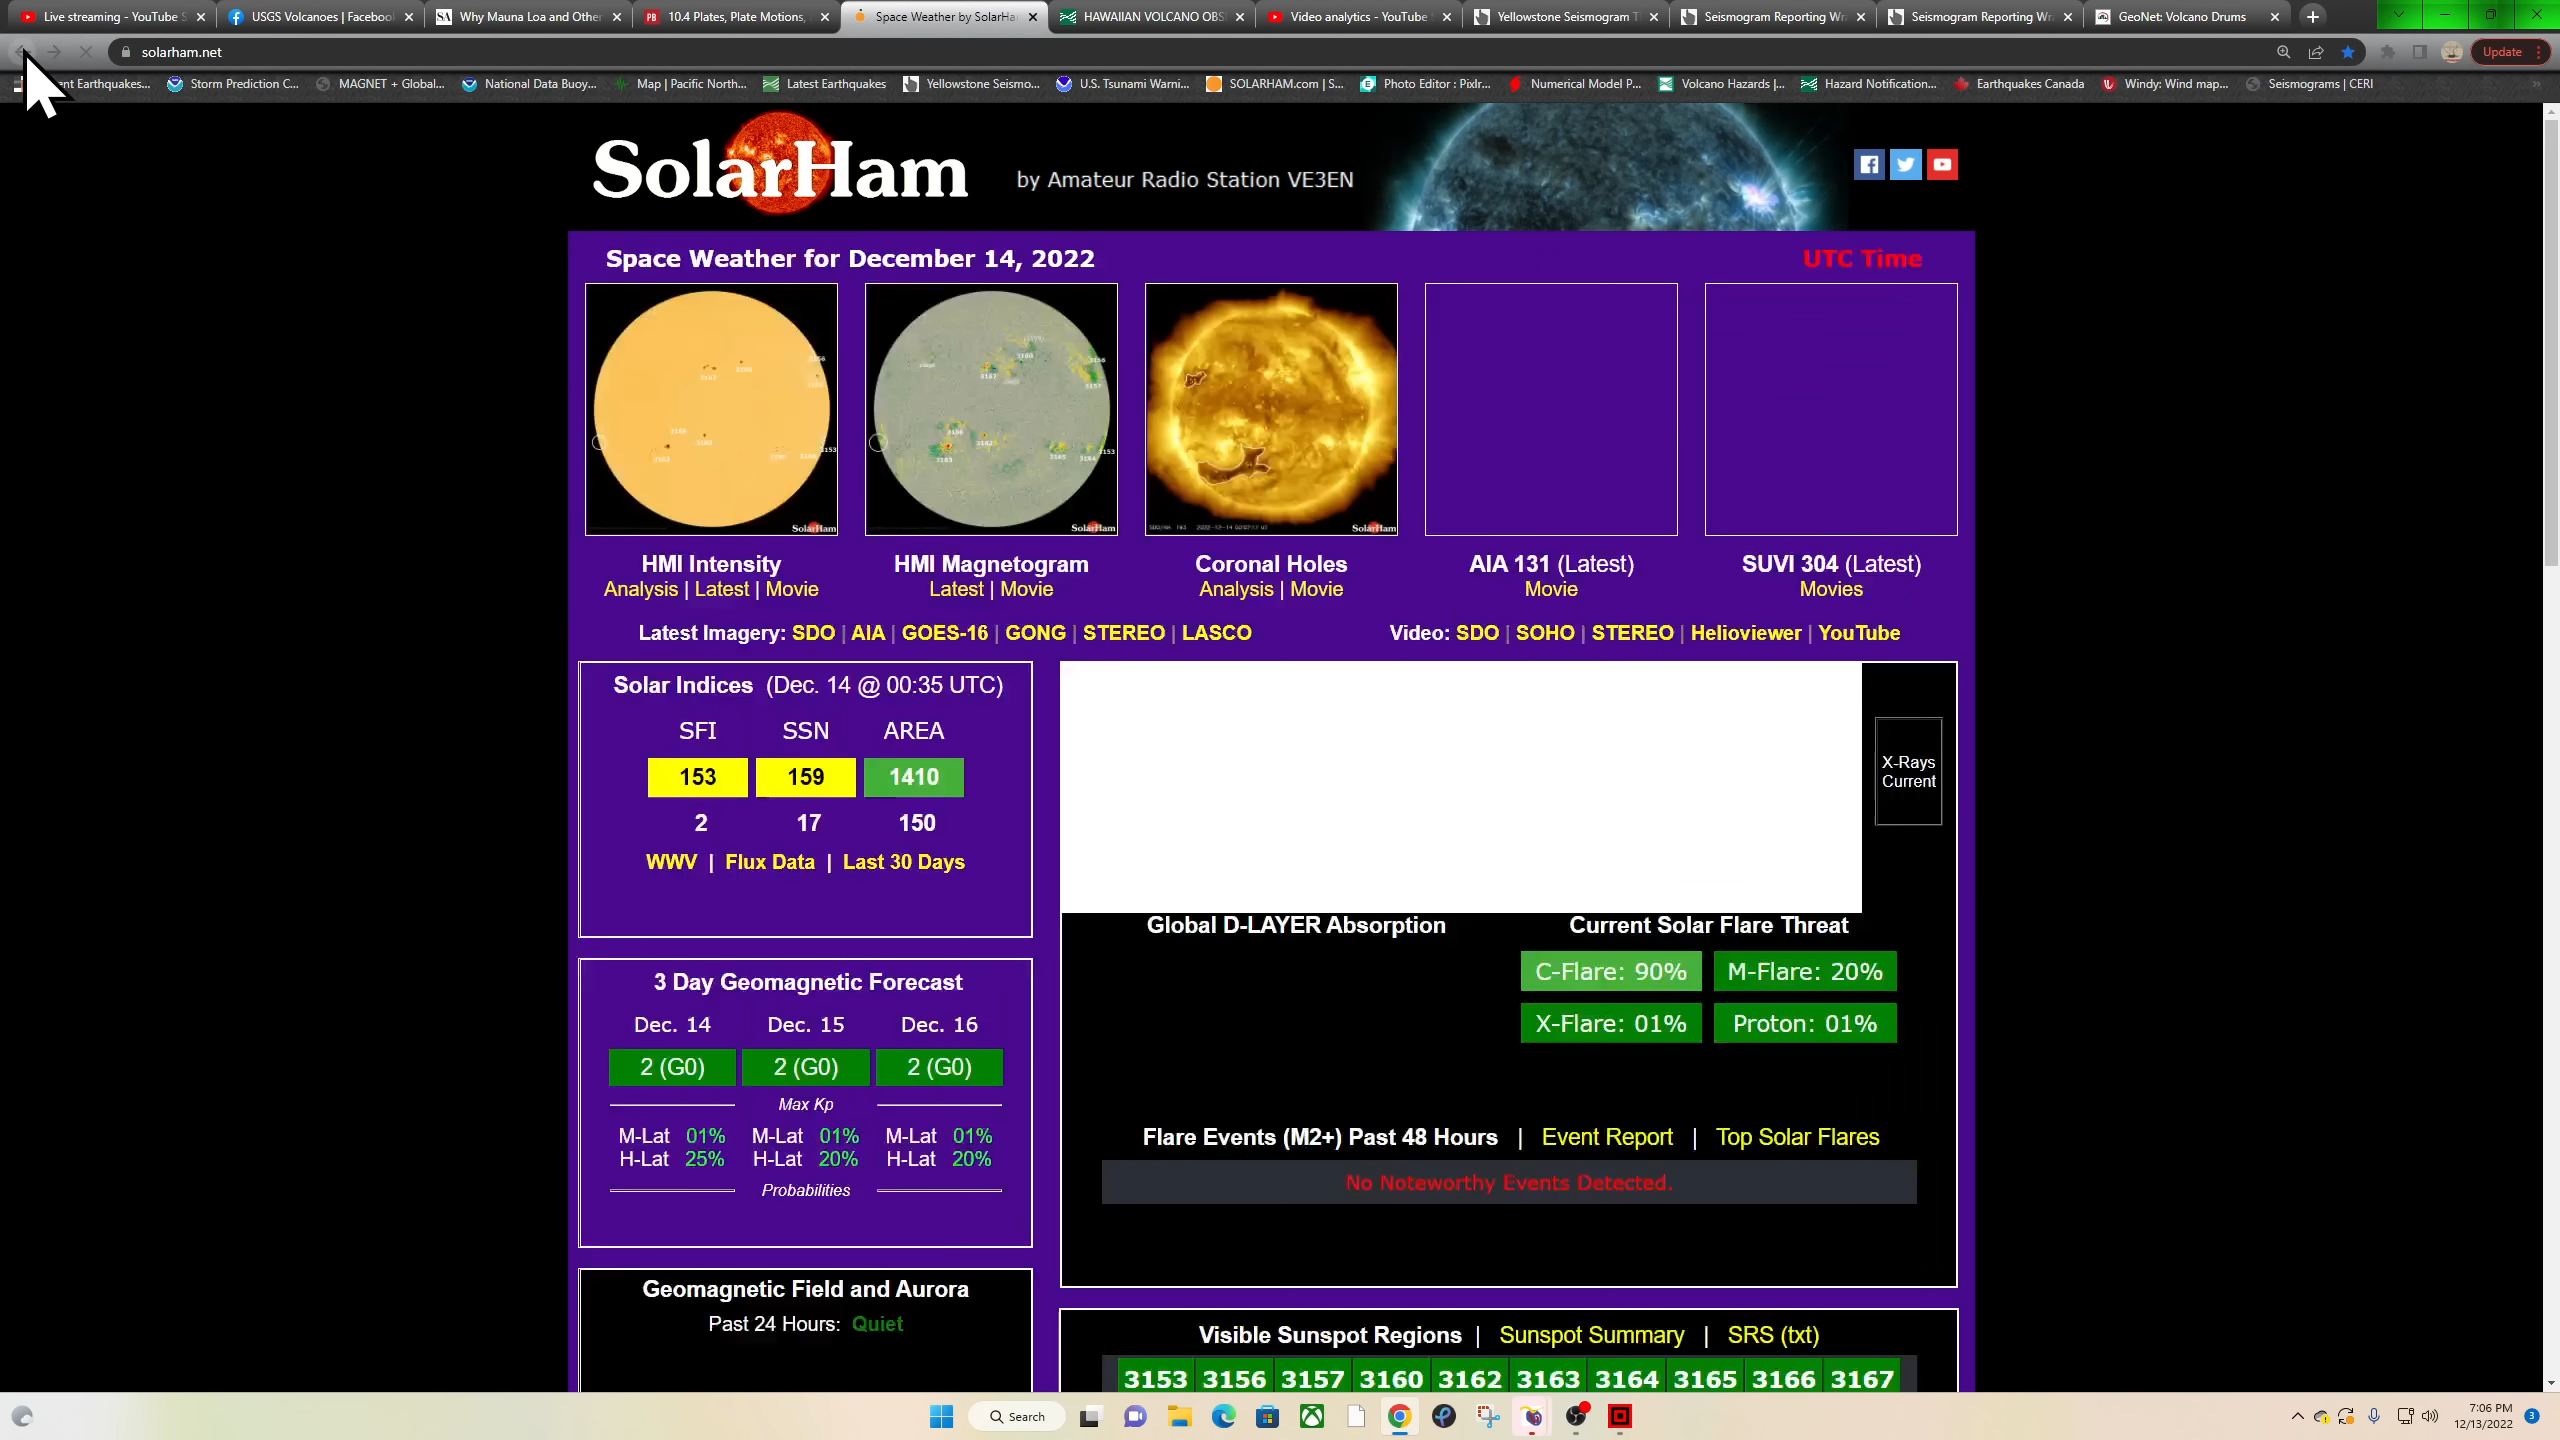 Live streaming - YouTube S
USGS Volcanoes | Facebook
Why Mauna Loa and Other
10.4 Plates, Plate Motions,
Space Weather by SolarHa
HAWAIIAN VOLCANO OBS
Video analytics - YouTube
Yellowstone Seismogram
Seismogram Reporting Wr
Seismogram Reporting Wr
GeoNet: Volcano Drums
solarham.net
Update
ent Earthquakes...
Storm Prediction C...
MAGNET + Global...
National Data Buoy...
Map | Pacific North...
Latest Earthquakes
Yellowstone Seismo...
U.S. Tsunami Warni...
SOLARHAM.com | S...
Photo Editor : Pixlr...
Numerical Model P...
Volcano Hazards |...
Hazard Notification...
Earthquakes Canada
Windy: Wind map...
Seismograms | CERI
SolarHam
by Amateur Radio Station VE3EN
Space Weather for December 14, 2022
UTC Time
SolarHam
SolarHam
SolarHam
HMI Intensity
Analysis | Latest | Movie
HMI Magnetogram
Latest | Movie
Coronal Holes
Analysis | Movie
AIA 131 (Latest)
Movie
SUVI 304 (Latest)
Movies
Latest Imagery: SDO | AIA | GOES-16 | GONG | STEREO | LASCO
Video: SDO | SOHO | STEREO | Helioviewer | YouTube
Solar Indices (Dec. 14 @ 00:35 UTC)
SFI SSN AREA
153 159 1410
2 17 150
WWV | Flux Data | Last 30 Days
X-Rays
Current
Global D-LAYER Absorption
Current Solar Flare Threat
C-Flare: 90% M-Flare: 20%
X-Flare: 01% Proton: 01%
3 Day Geomagnetic Forecast
Dec. 14 Dec. 15 Dec. 16
2 (G0) 2 (G0) 2 (G0)
Max Kp
M-Lat 01% M-Lat 01% M-Lat 01%
H-Lat 25% H-Lat 20% H-Lat 20%
Probabilities
Flare Events (M2+) Past 48 Hours | Event Report | Top Solar Flares
No Noteworthy Events Detected.
Geomagnetic Field and Aurora
Past 24 Hours: Quiet
Visible Sunspot Regions | Sunspot Summary | SRS (txt)
3153 3156 3157 3160 3162 3163 3164 3165 3166 3167
Search
7:06 PM
12/13/2022
3